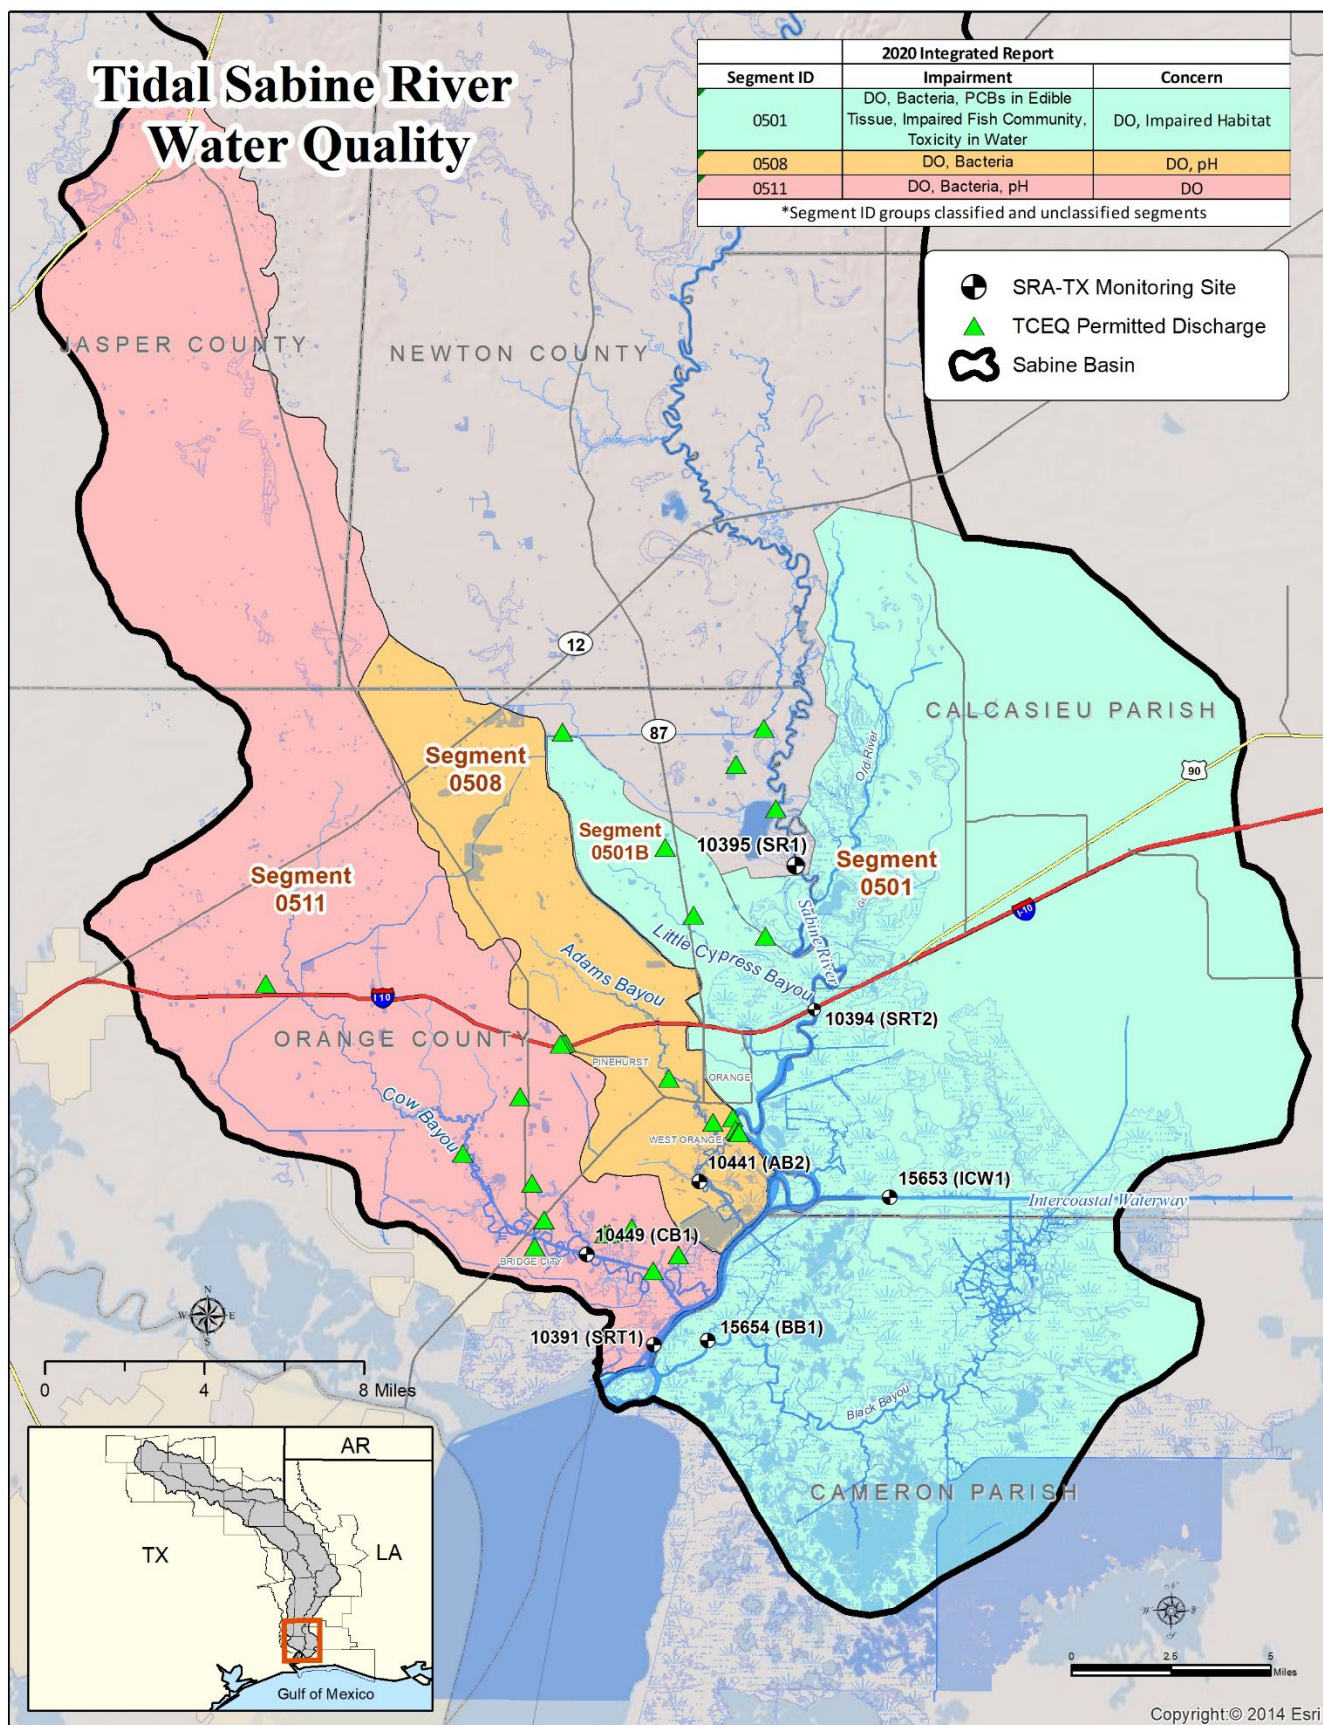 Tidal Sabine River
Water Quality
2020 Integrated Report
Segment ID Impairment Concern
0501 DO, Bacteria, PCBs in Edible Tissue, Impaired Fish Community, Toxicity in Water DO, Impaired Habitat
0508 DO, Bacteria DO, pH
0511 DO, Bacteria, pH DO
*Segment ID groups classified and unclassified segments
SRA-TX Monitoring Site
TCEQ Permitted Discharge
Sabine Basin
JASPER COUNTY
NEWTON COUNTY
12
87
CALCASIEU PARISH
Old River
90
Segment
0508
Segment
0501B
10395 (SR1)
Segment
0501
Segment
0511
I-10
Sabine River
Little Cypress Bayou
Adams Bayou
I 10
10394 (SRT2)
ORANGE COUNTY
PINEHURST
ORANGE
Cow Bayou
WEST ORANGE
10441 (AB2)
15653 (ICW1)
Intercoastal Waterway
10449 (CB1)
BRIDGE CITY
N
W E
S
10391 (SRT1)
15654 (BB1)
0 4 8 Miles
Black Bayou
CAMERON PARISH
AR
TX
LA
Gulf of Mexico
N
W E
S
0 2.5 5
Miles
Copyright:© 2014 Esri